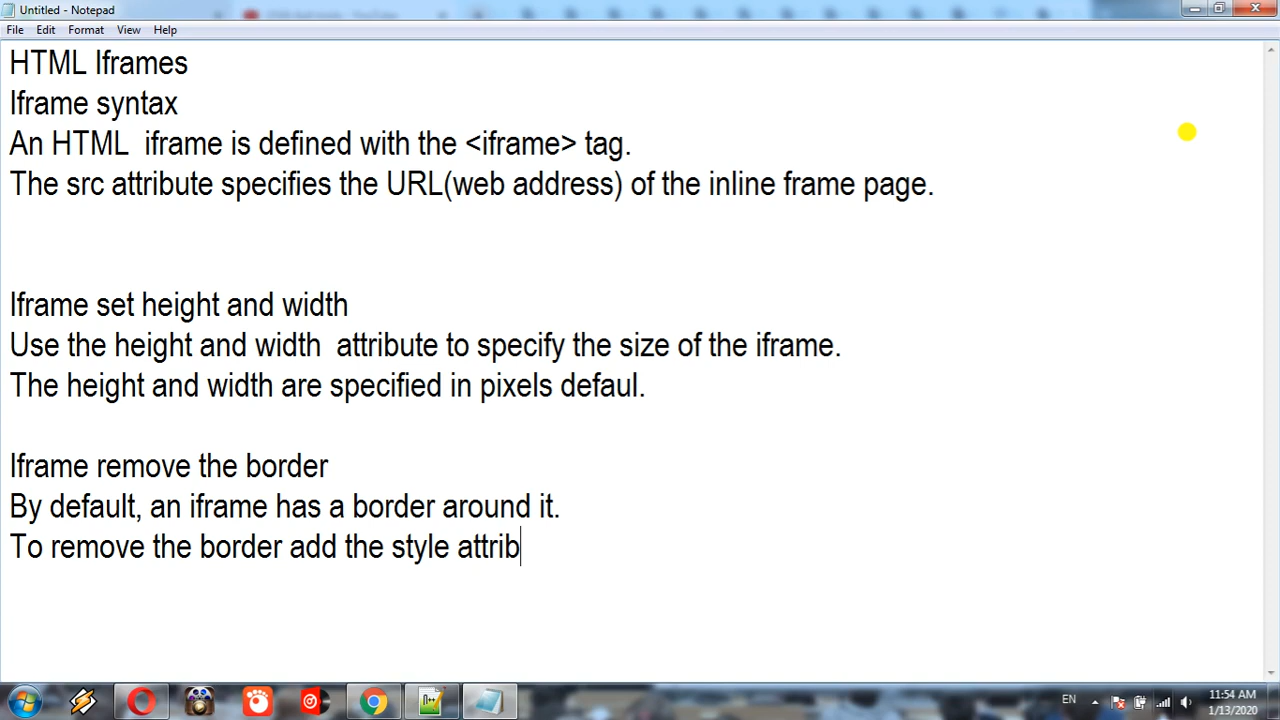 Untitled - Notepad
File Edit Format View Help
HTML Iframes
Iframe syntax
An HTML  iframe is defined with the <iframe> tag.
The src attribute specifies the URL(web address) of the inline frame page.
Iframe set height and width
Use the height and width  attribute to specify the size of the iframe.
The height and width are specified in pixels defaul.
Iframe remove the border
By default, an iframe has a border around it.
To remove the border add the style attrib
EN
11:54 AM
1/13/2020